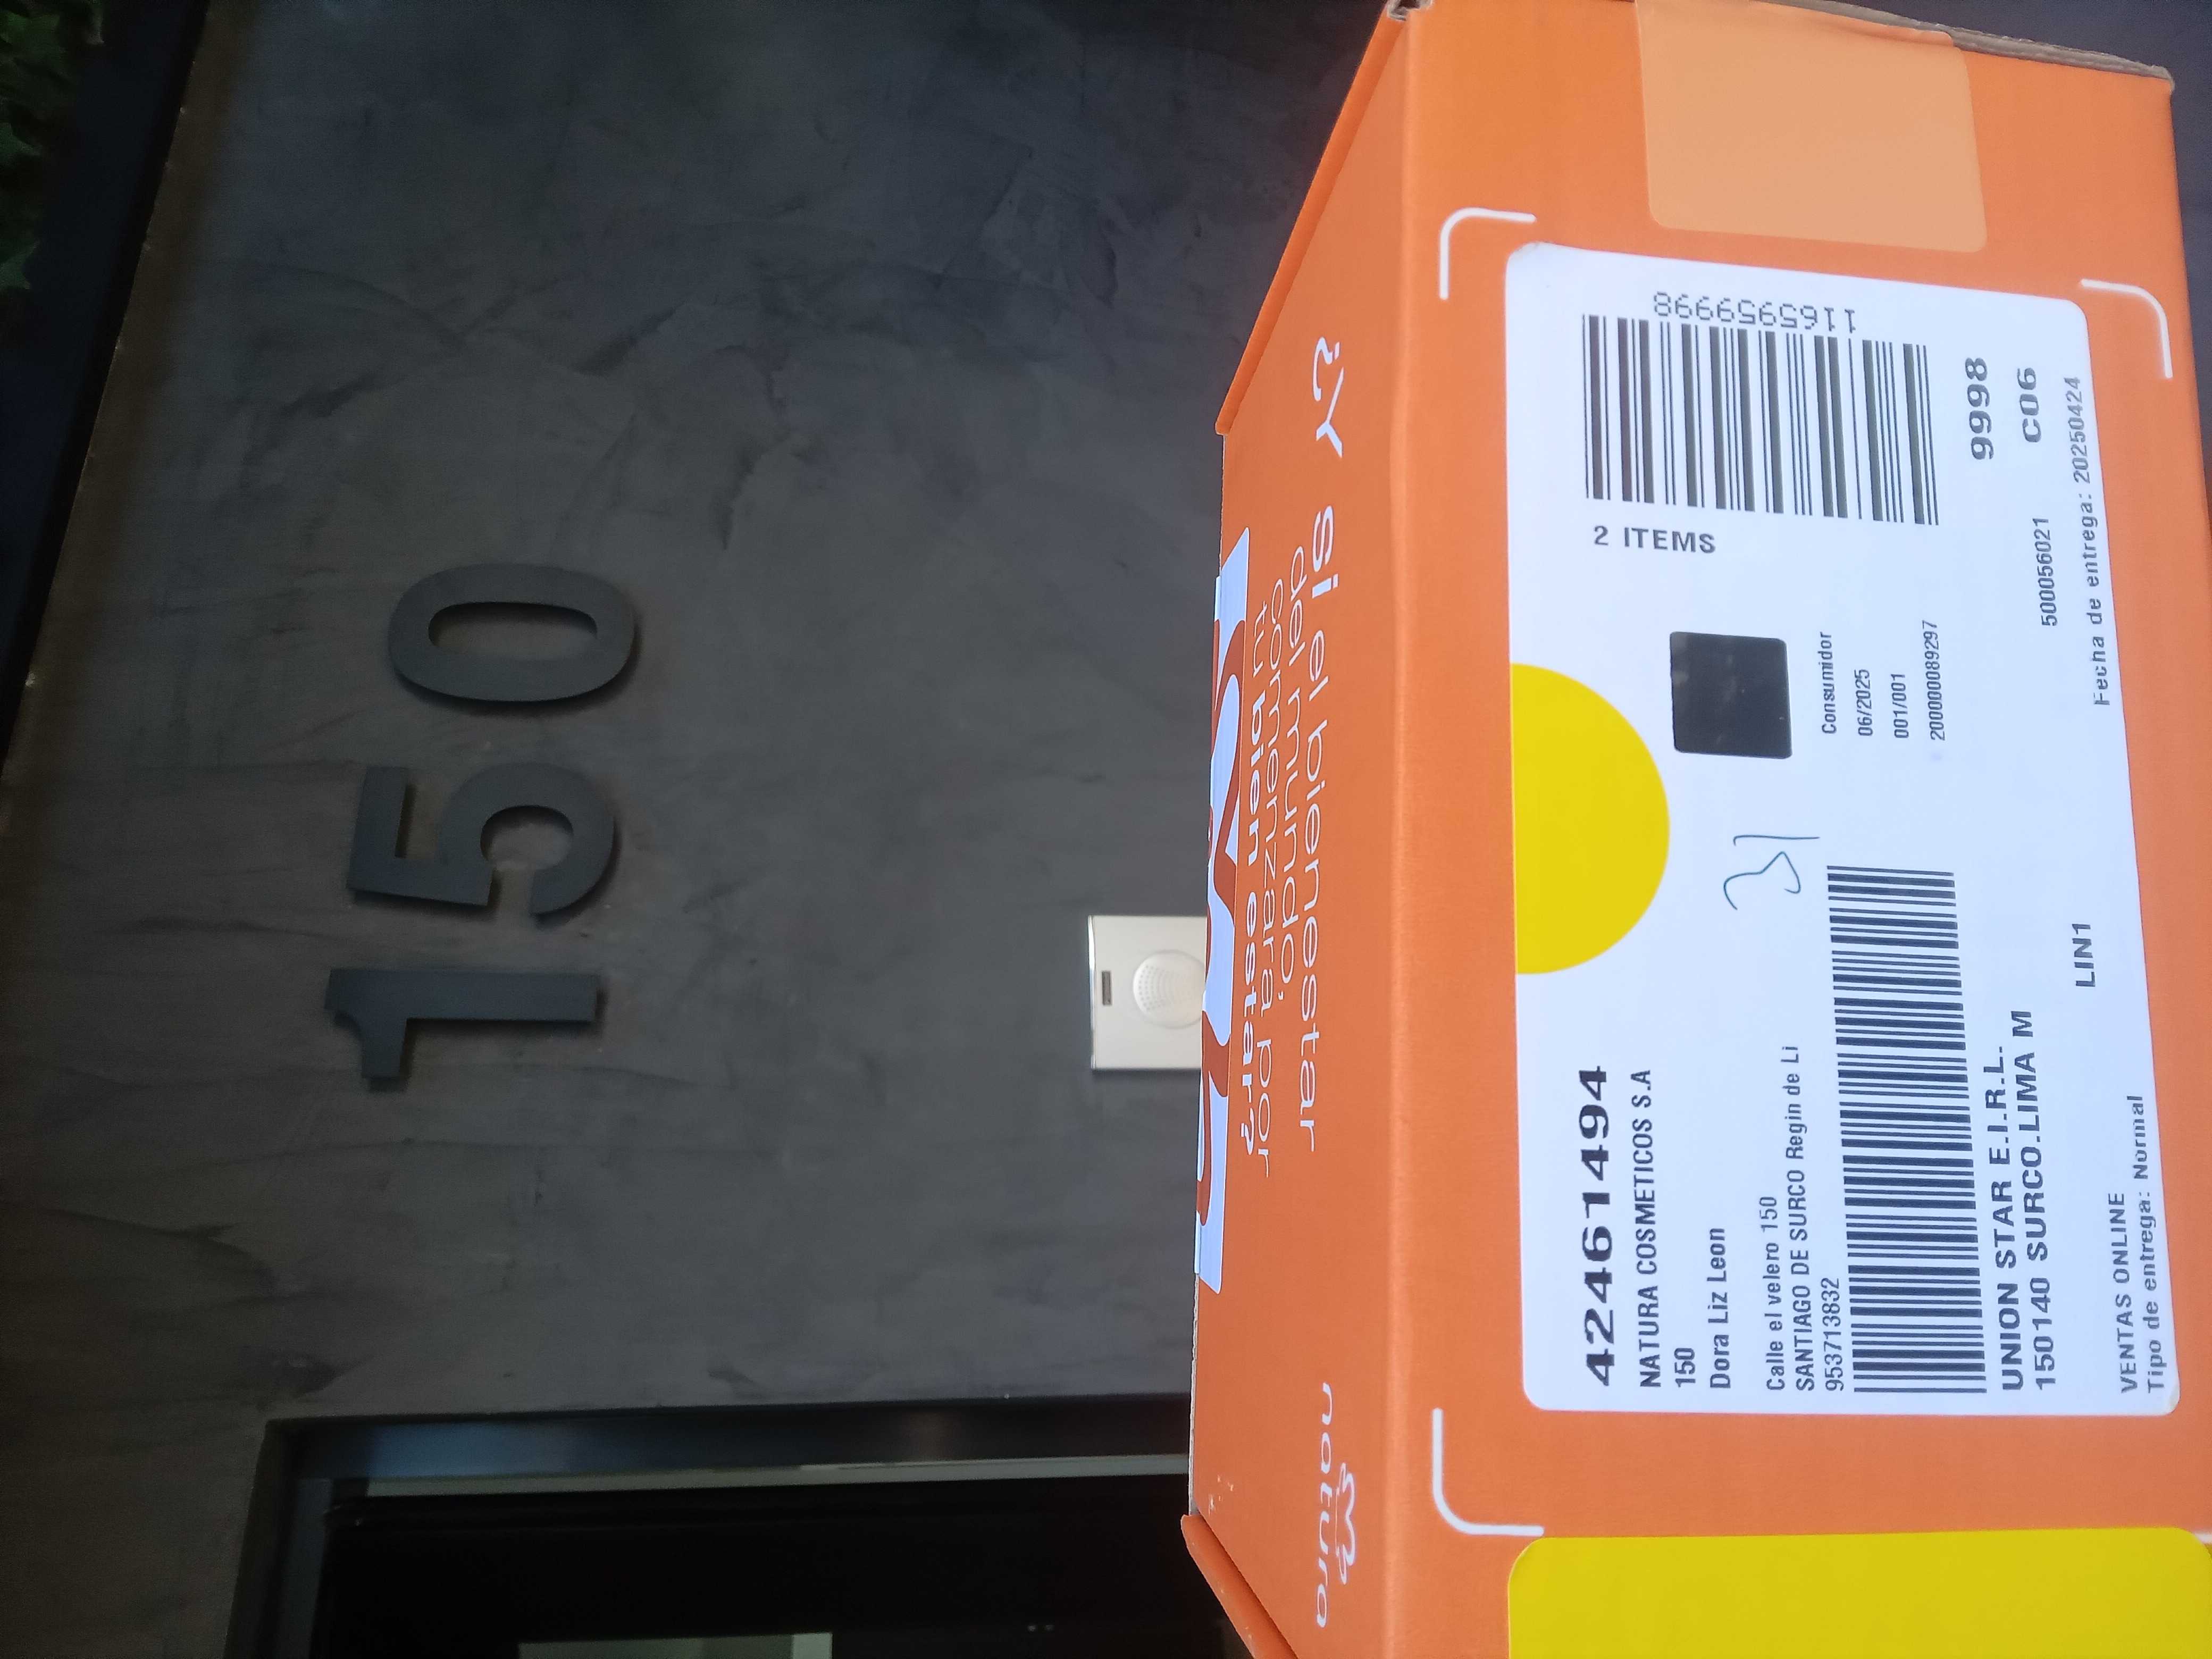 150
¿Y si el bienestar
del mundo,
comenzara por
tu bien estar?
natura
42461494
NATURA COSMETICOS S.A
150
Dora Liz Leon
Calle el velero 150
SANTIAGO DE SURCO Regin de Li
953713832
UNION STAR E.I.R.L.
150140 SURCO.LIMA M
LIN1
VENTAS ONLINE
Tipo de entrega: Normal
31
2 ITEMS
1165959998
Consumidor
06/2025
001/001
200000089297
9998
C06
500056021
Fecha de entrega: 20250424